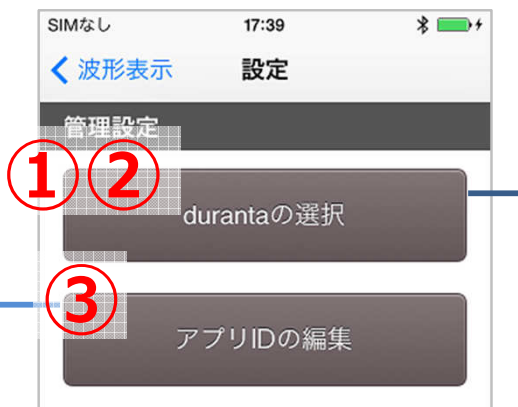 SIMなし 17:39
波形表示 設定
管理設定
① ② durantaの選択
③ アプリIDの編集